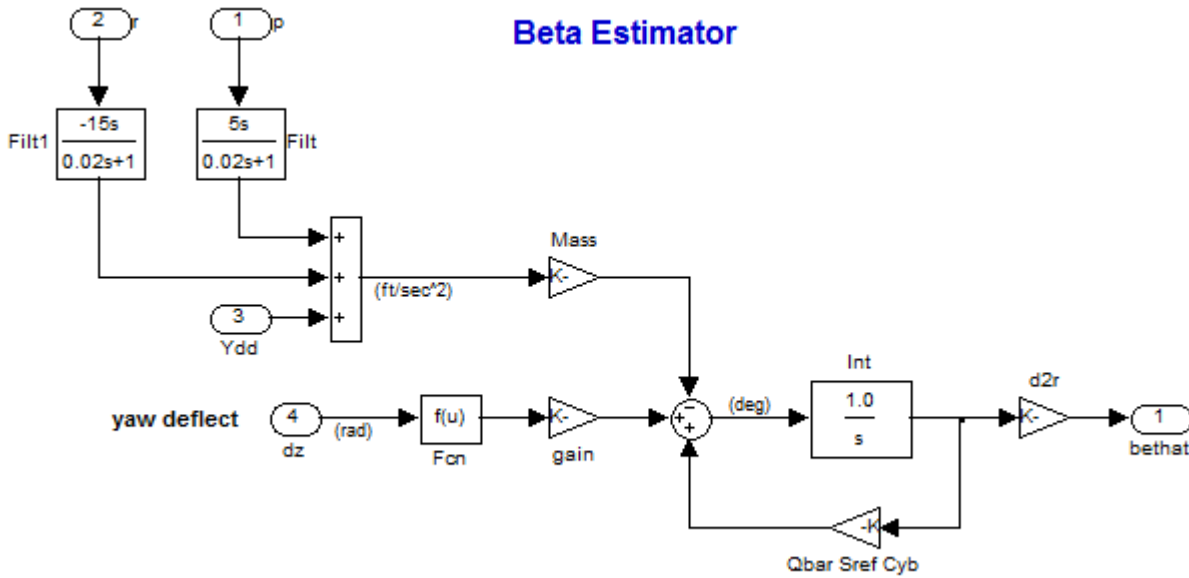 Beta Estimator
2 r
1 p
Filt1
-15s
0.02s+1
5s
0.02s+1
Filt
+
+
+
(ft/sec^2)
Mass
K-
3
Ydd
yaw deflect
4
dz
(rad)
f(u)
Fcn
K-
gain
−
+
+
(deg)
Int
1.0
s
d2r
K-
1
bethat
-K
Qbar Sref Cyb